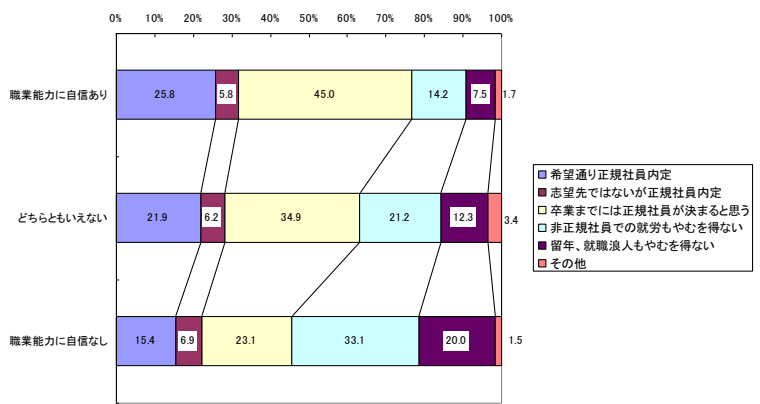 0% 10% 20% 30% 40% 50% 60% 70% 80% 90% 100%
職業能力に自信あり 25.8 5.8 45.0 14.2 7.5 1.7
どちらともいえない 21.9 6.2 34.9 21.2 12.3 3.4
職業能力に自信なし 15.4 6.9 23.1 33.1 20.0 1.5
希望通り正規社員内定
志望先ではないが正規社員内定
卒業までには正規社員が決まると思う
非正規社員での就労もやむを得ない
留年、就職浪人もやむを得ない
その他